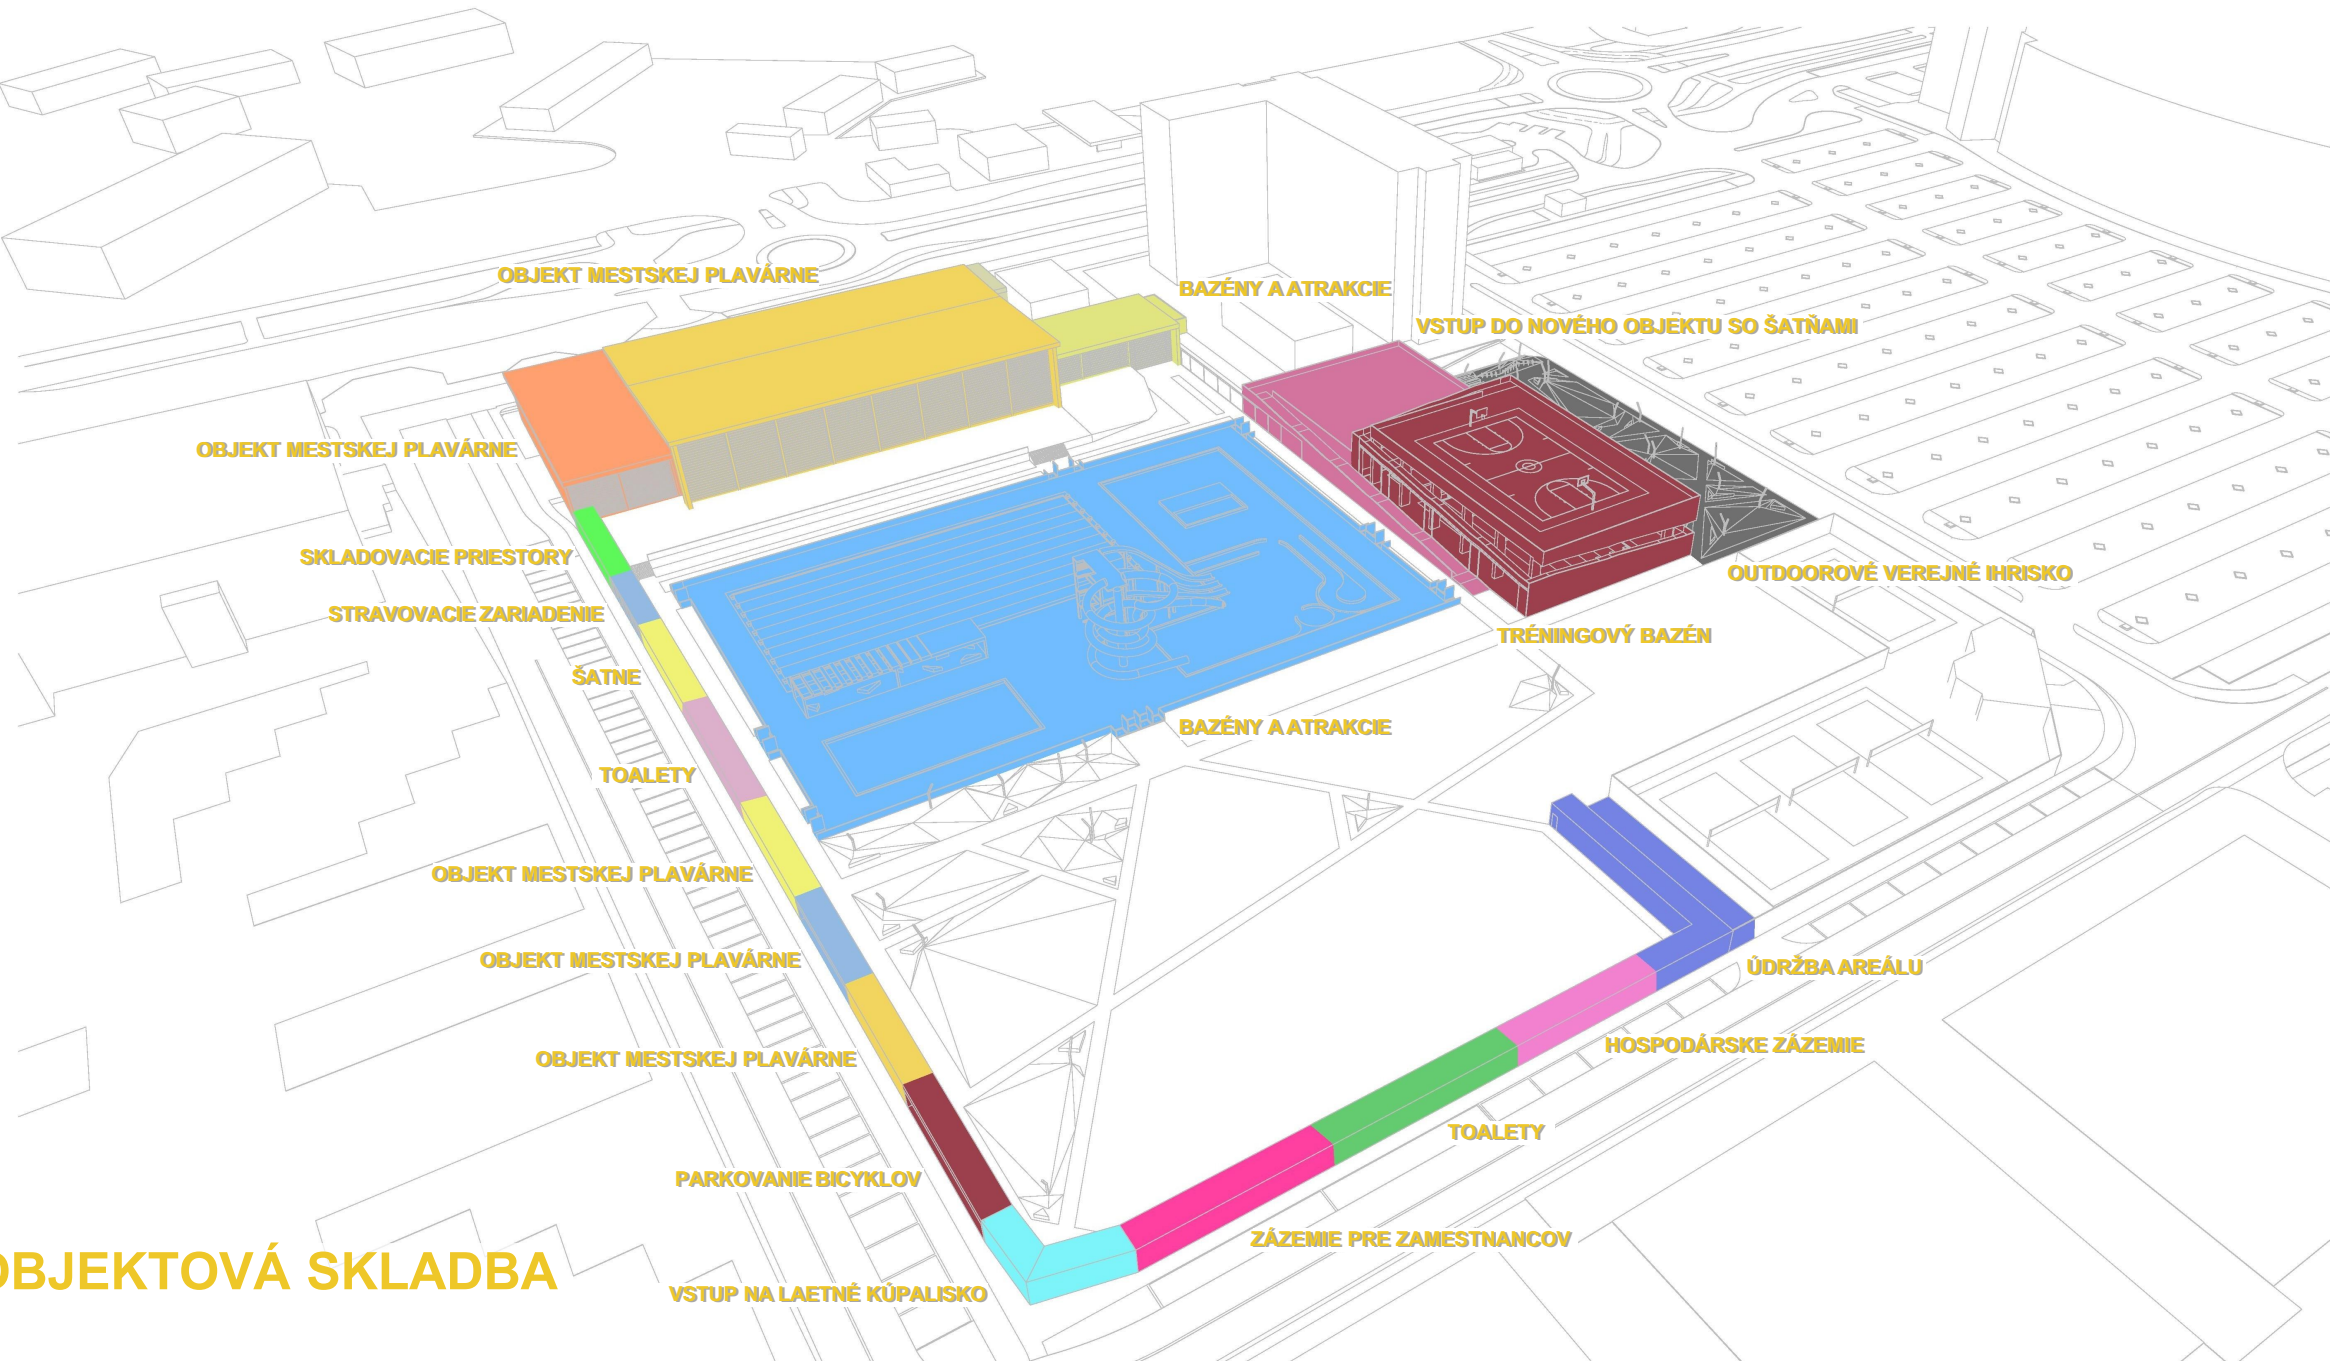 OBJEKT MESTSKEJ PLAVÁRNE
BAZÉNY A ATRAKCIE
VSTUP DO NOVÉHO OBJEKTU SO ŠATŇAMI
OBJEKT MESTSKEJ PLAVÁRNE
SKLADOVACIE PRIESTORY
OUTDOOROVÉ VEREJNÉ IHRISKO
STRAVOVACIE ZARIADENIE
TRÉNINGOVÝ BAZÉN
ŠATNE
BAZÉNY A ATRAKCIE
TOALETY
OBJEKT MESTSKEJ PLAVÁRNE
OBJEKT MESTSKEJ PLAVÁRNE
ÚDRŽBA AREÁLU
HOSPODÁRSKE ZÁZEMIE
OBJEKT MESTSKEJ PLAVÁRNE
TOALETY
PARKOVANIE BICYKLOV
ZÁZEMIE PRE ZAMESTNANCOV
OBJEKTOVÁ SKLADBA
VSTUP NA LAETNÉ KÚPALISKO